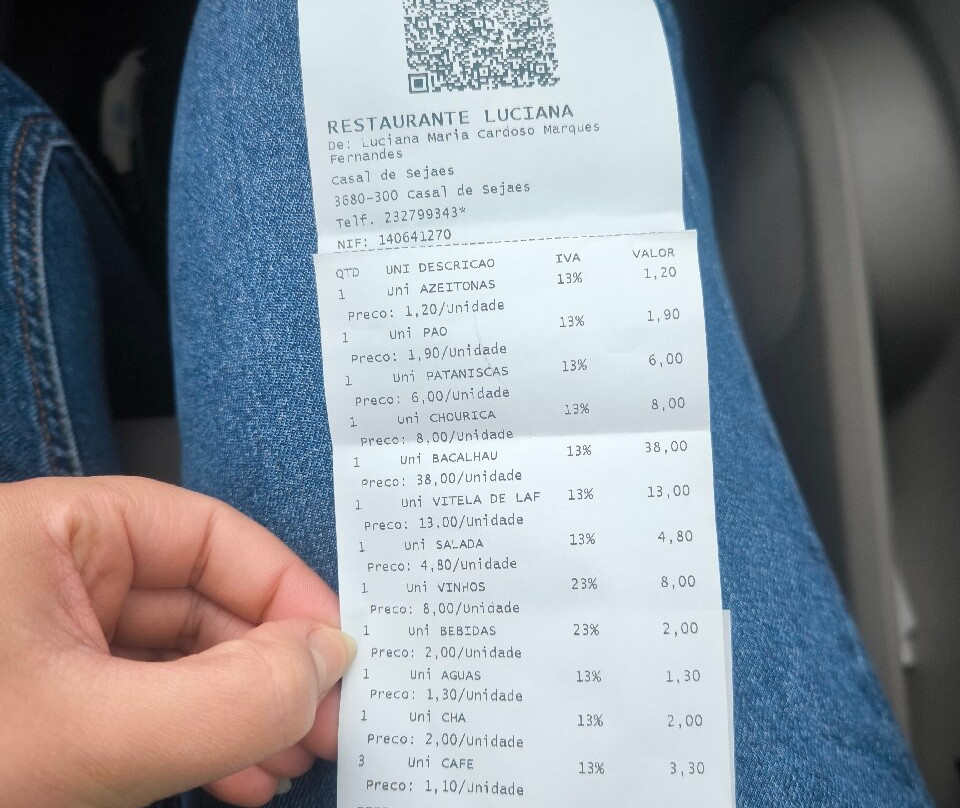 RESTAURANTE LUCIANA
De: Luciana Maria Cardoso Marques
Fernandes
Casal de Sejaes
3680-300 Casal de Sejaes
Telf. 232799343*
NIF: 140641270
QTD UNI DESCRICAO IVA VALOR
1 Uni AZEITONAS 13% 1,20
Preco: 1,20/Unidade
1 Uni PAO 13% 1,90
Preco: 1,90/Unidade
1 Uni PATANISCAS 13% 6,00
Preco: 6,00/Unidade
1 Uni CHOURICA 13% 8,00
Preco: 8,00/Unidade
1 Uni BACALHAU 13% 38,00
Preco: 38,00/Unidade
1 Uni VITELA DE LAF 13% 13,00
Preco: 13,00/Unidade
1 Uni SALADA 13% 4,80
Preco: 4,80/Unidade
1 Uni VINHOS 23% 8,00
Preco: 8,00/Unidade
1 Uni BEBIDAS 23% 2,00
Preco: 2,00/Unidade
1 Uni AGUAS 13% 1,30
Preco: 1,30/Unidade
1 Uni CHA 13% 2,00
Preco: 2,00/Unidade
3 Uni CAFE 13% 3,30
Preco: 1,10/Unidade